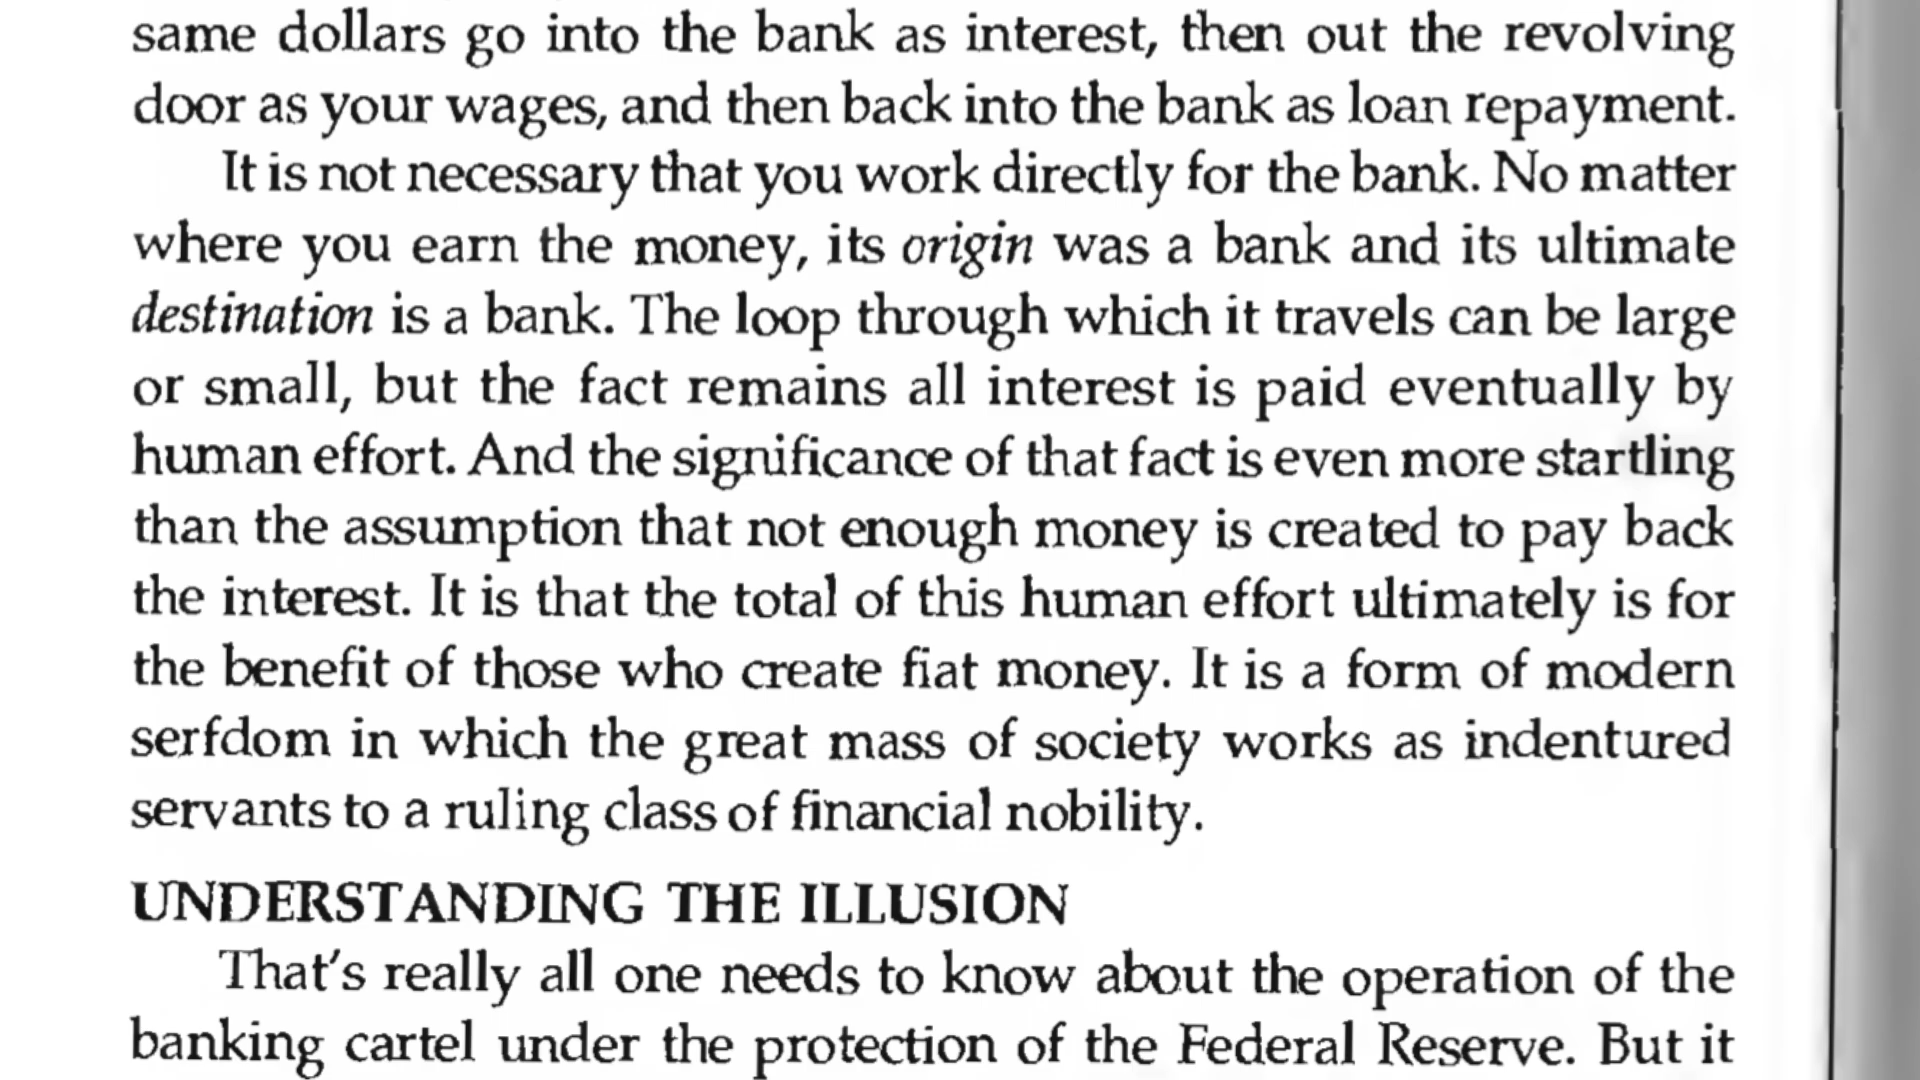 same dollars go into the bank as interest, then out the revolving
door as your wages, and then back into the bank as loan repayment.
It is not necessary that you work directly for the bank. No matter
where you earn the money, its origin was a bank and its ultimate
destination is a bank. The loop through which it travels can be large
or small, but the fact remains all interest is paid eventually by
human effort. And the significance of that fact is even more startling
than the assumption that not enough money is created to pay back
the interest. It is that the total of this human effort ultimately is for
the benefit of those who create fiat money. It is a form of modern
serfdom in which the great mass of society works as indentured
servants to a ruling class of financial nobility.
UNDERSTANDING THE ILLUSION
That's really all one needs to know about the operation of the
banking cartel under the protection of the Federal Reserve. But it